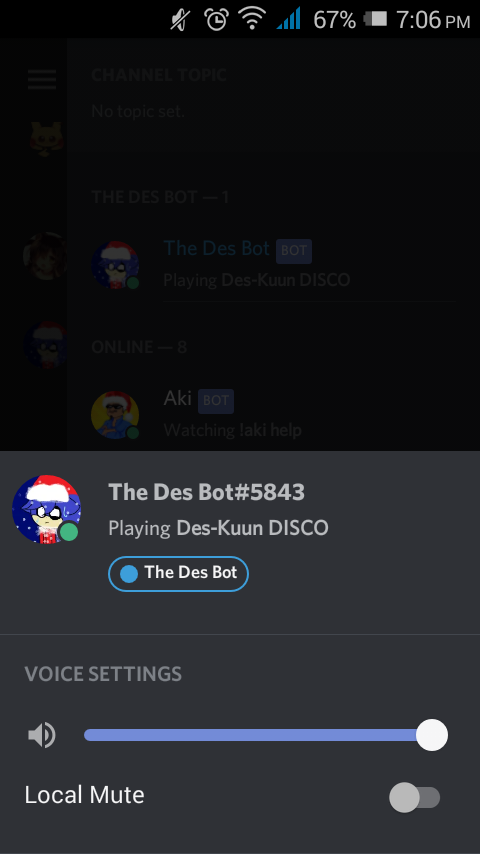 67% 7:06 PM
CHANNEL TOPIC
No topic set.
THE DES BOT — 1
The Des Bot BOT
Playing Des-Kuun DISCO
ONLINE — 8
Aki BOT
Watching !aki help
The Des Bot#5843
Playing Des-Kuun DISCO
The Des Bot
VOICE SETTINGS
Local Mute